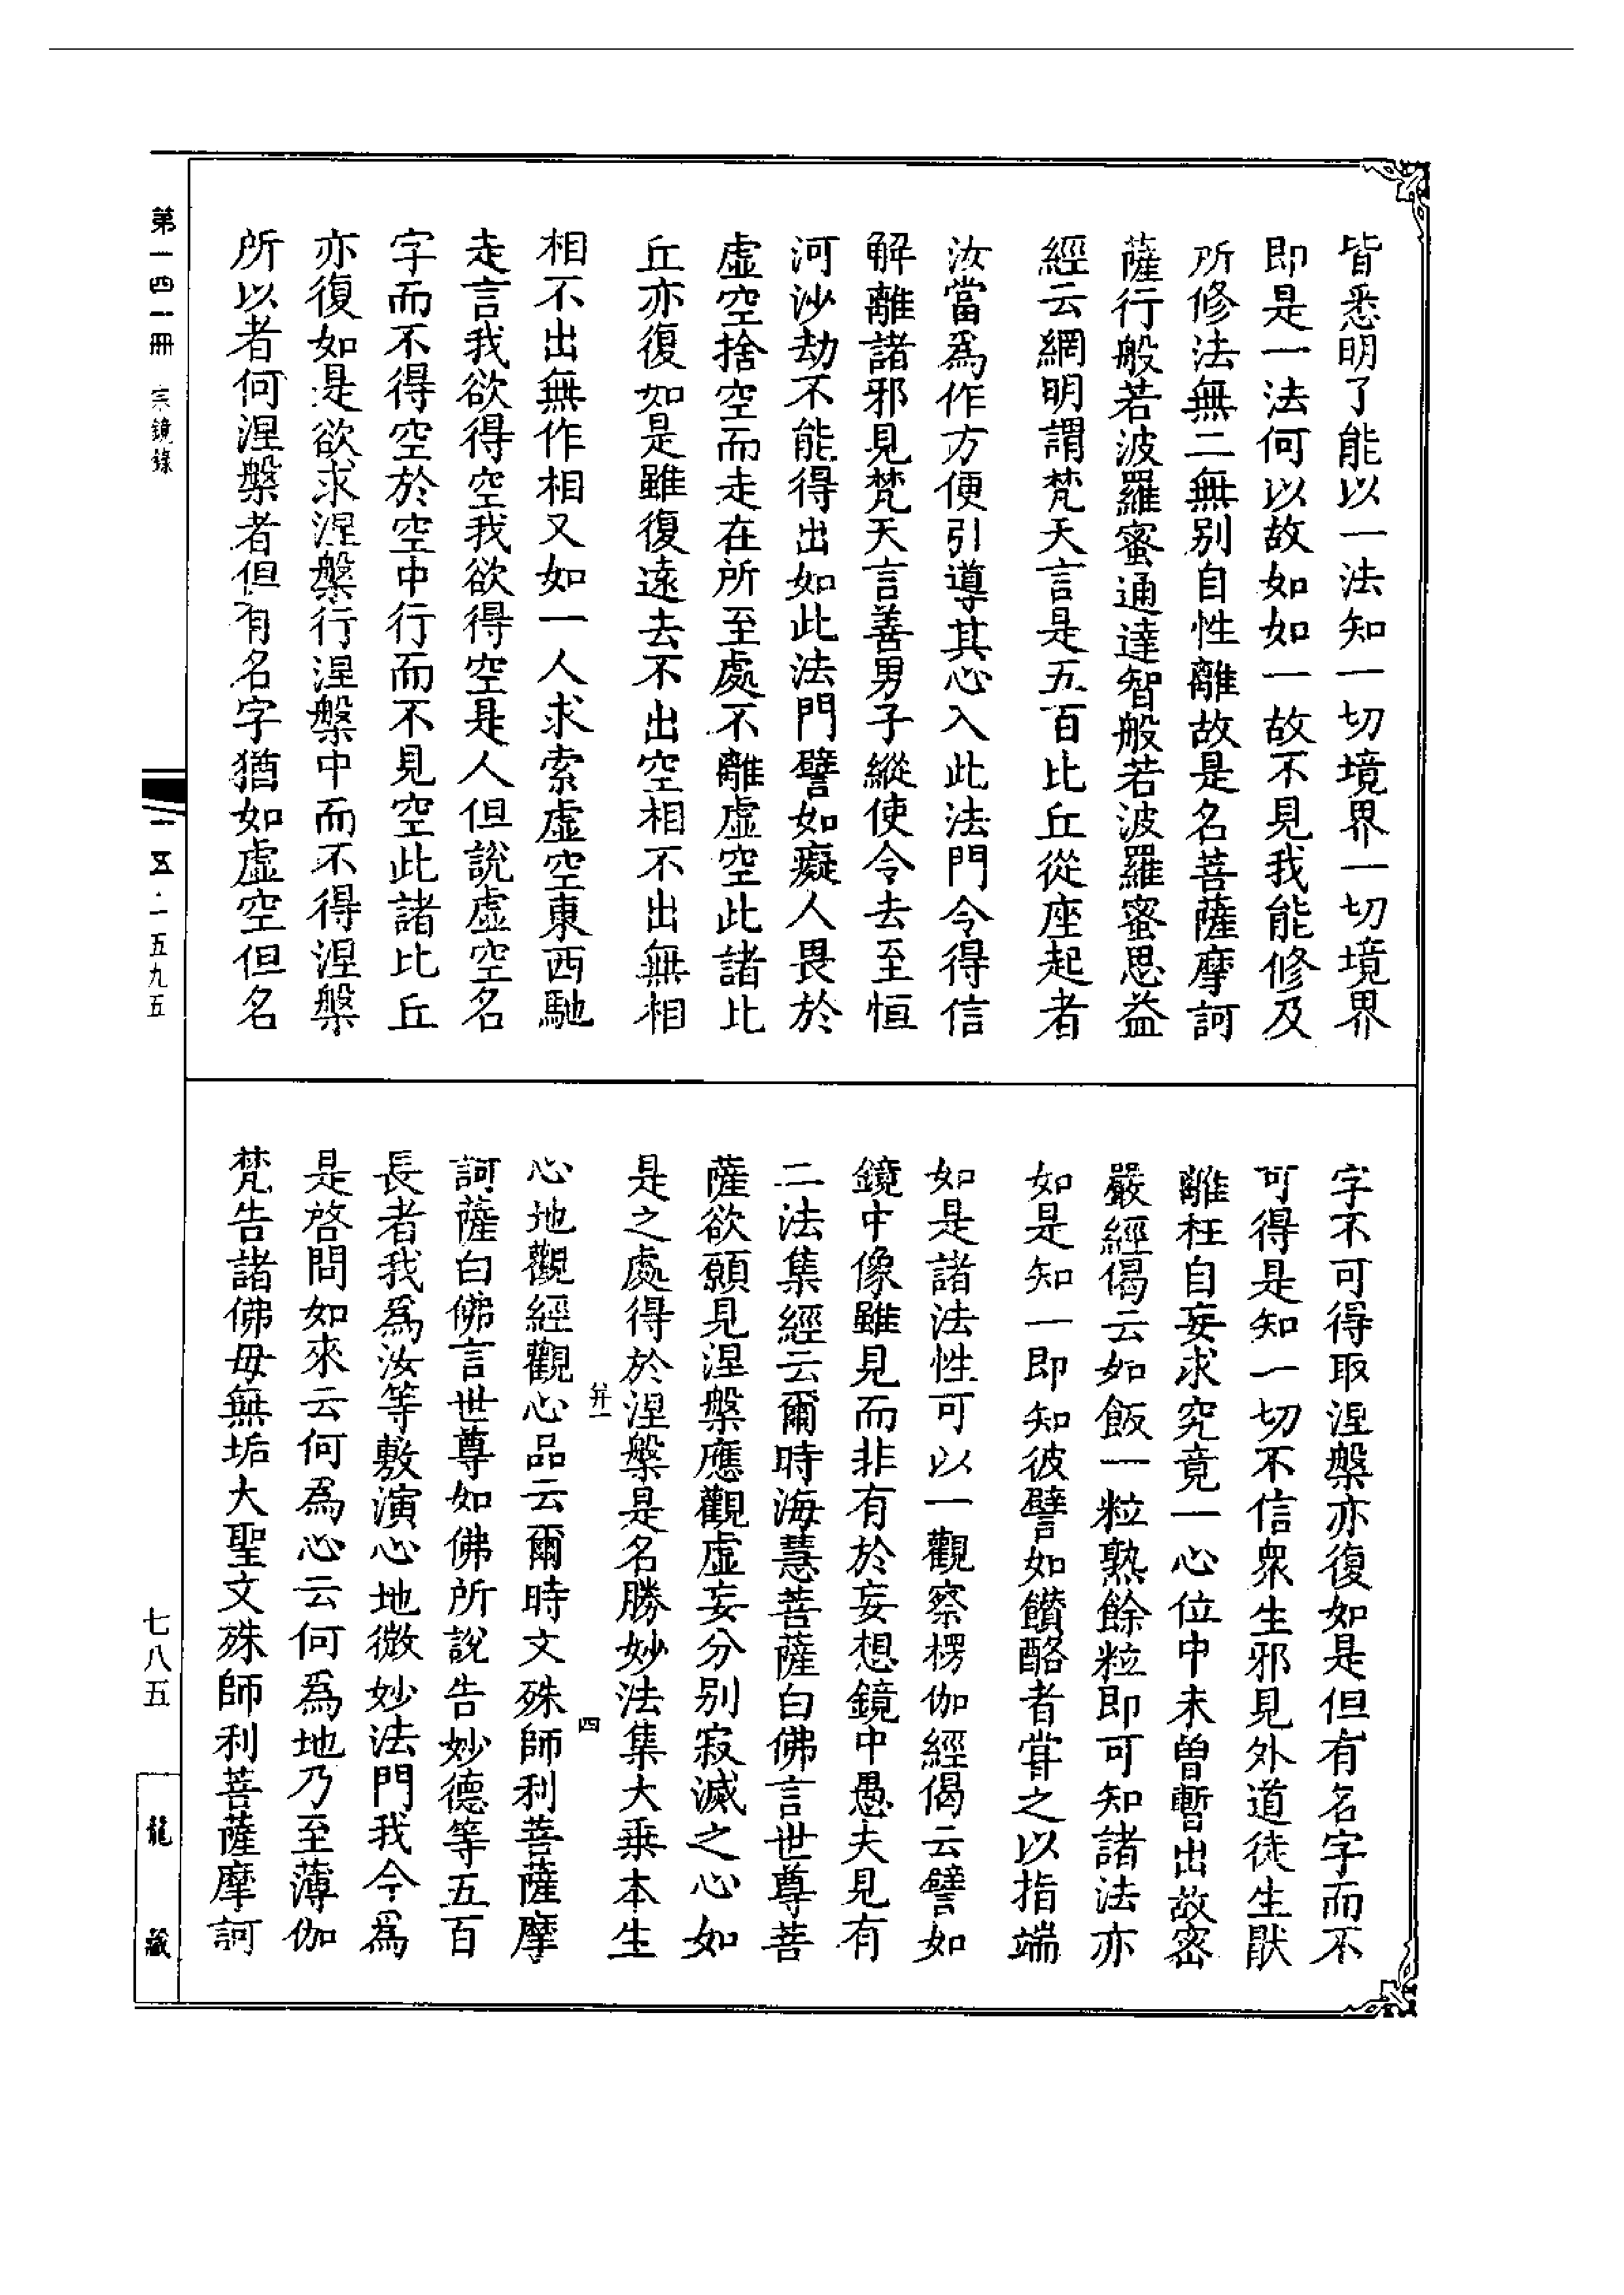 皆悉明了能以一法知一切境界一切境界
即是一法何以故如如一故不見我能修及
所修法無二無別自性離故是名菩薩摩訶
薩行般若波羅蜜通達智般若波羅蜜思益
經云網明謂梵天言是五百比丘從座起者
汝當為作方便引導其心入此法門令得信
解離諸邪見梵天言善男子縱使令去至恒
河沙劫不能得出如此法門譬如癡人畏於
虛空捨空而走在所至處不離虛空此諸比
丘亦復如是雖復遠去不出空相不出無相
相不出無作相又如一人求索虛空東西馳
走言我欲得空我欲得空是人但說虛空名
字而不得空於空中行而不見空此諸比丘
亦復如是欲求涅槃行涅槃中而不得涅槃
所以者何涅槃者但有名字猶如虛空但名
字不可得取涅槃亦復如是但有名字而不
可得是知一切不信眾生邪見外道徒生猒
離枉自妄求究竟一心位中未曾暫出故密
嚴經偈云如飯一粒熟餘粒即可知諸法亦
如是知一即知彼譬如鑽酪者甞之以指端
如是諸法性可以一觀察楞伽經偈云譬如
鏡中像雖見而非有於妄想鏡中愚夫見有
二法集經云爾時海慧菩薩白佛言世尊菩
薩欲願見涅槃應觀虛妄分別寂滅之心如
是之處得於涅槃是名勝妙法集大乘本生
弁一 四
心地觀經觀心品云爾時文殊師利菩薩摩
訶薩白佛言世尊如佛所說告妙德等五百
長者我為汝等敷演心地微妙法門我今為
是啓問如來云何為心云何為地乃至薄伽
梵告諸佛母無垢大聖文殊師利菩薩摩訶
第一四一冊 宗鏡錄
一五·一五九五
七八五
龍藏